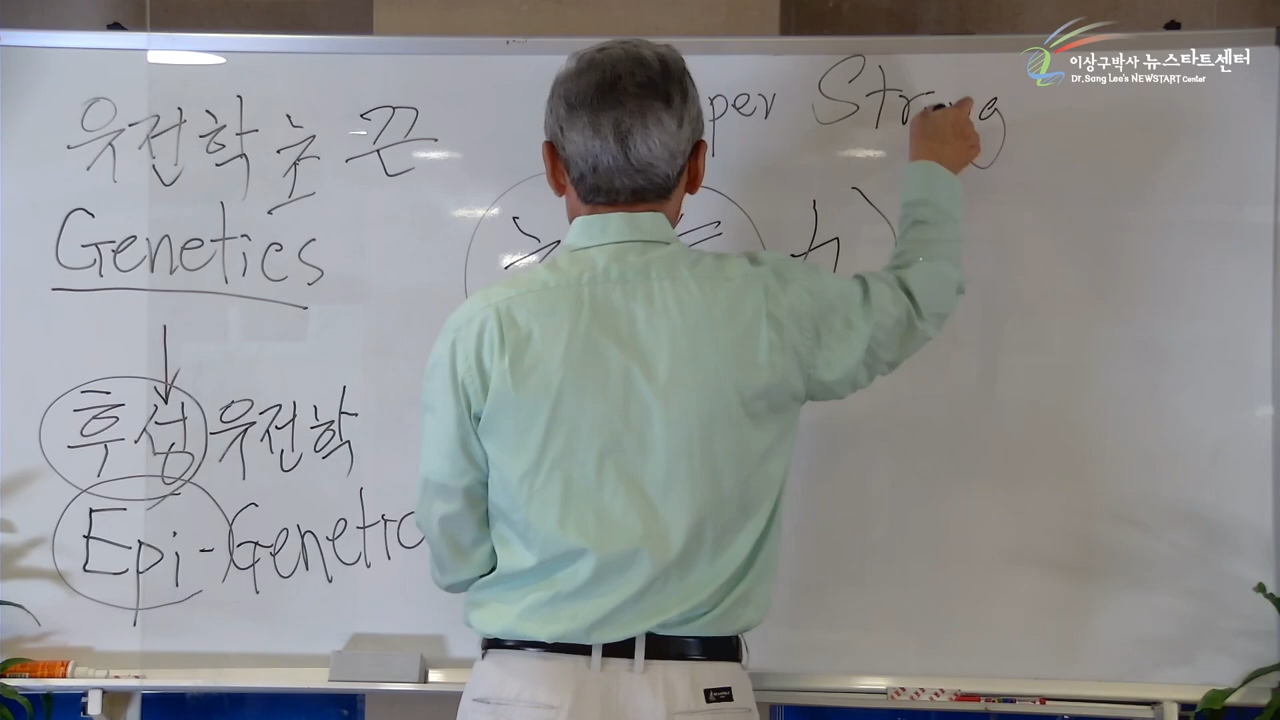 이상구박사 뉴스타트센터
Dr. Sang Lee's NEWSTART Center
유전학 초 끈
Genetics
후성유전학
Epi-Genetic
per String